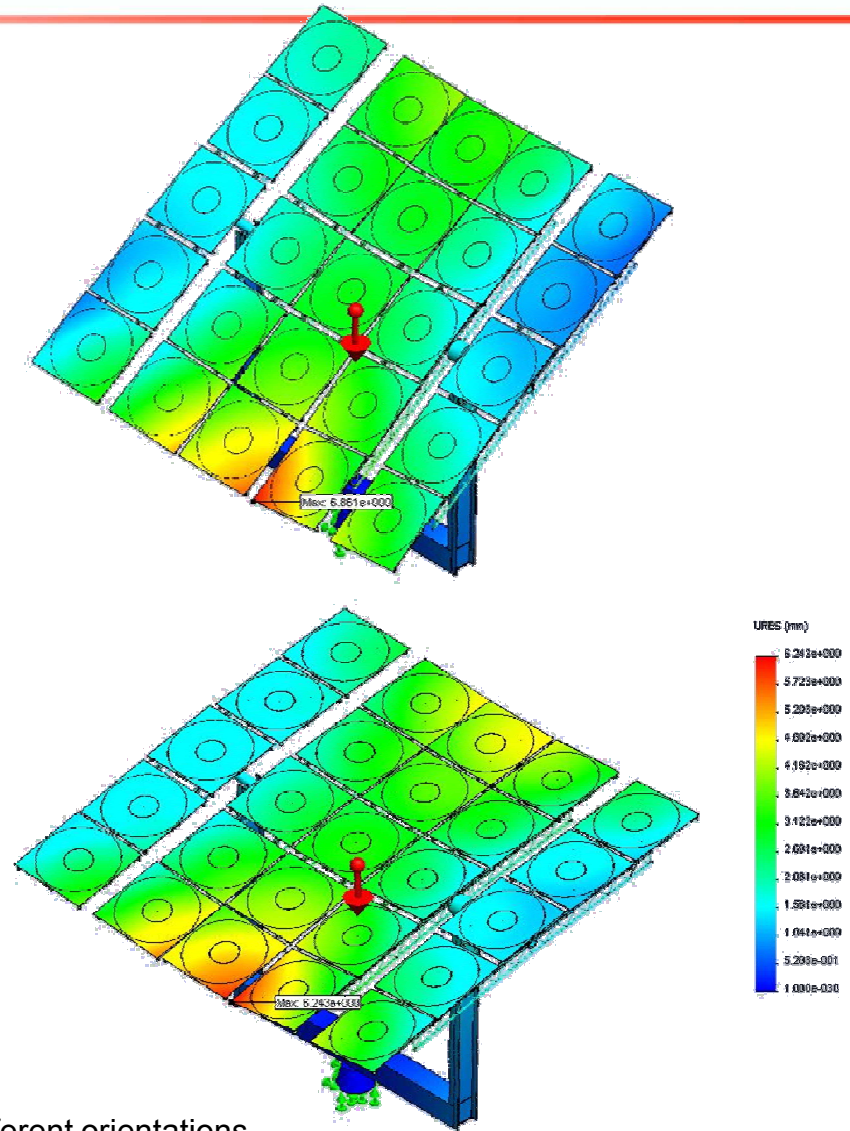 Max: 6.861e+000
URES (mm)
6.243e+000
5.723e+000
5.203e+000
4.682e+000
4.162e+000
3.642e+000
3.122e+000
2.601e+000
2.081e+000
1.561e+000
1.041e+000
5.203e-001
1.000e-030
Max: 6.243e+000
ferent orientations